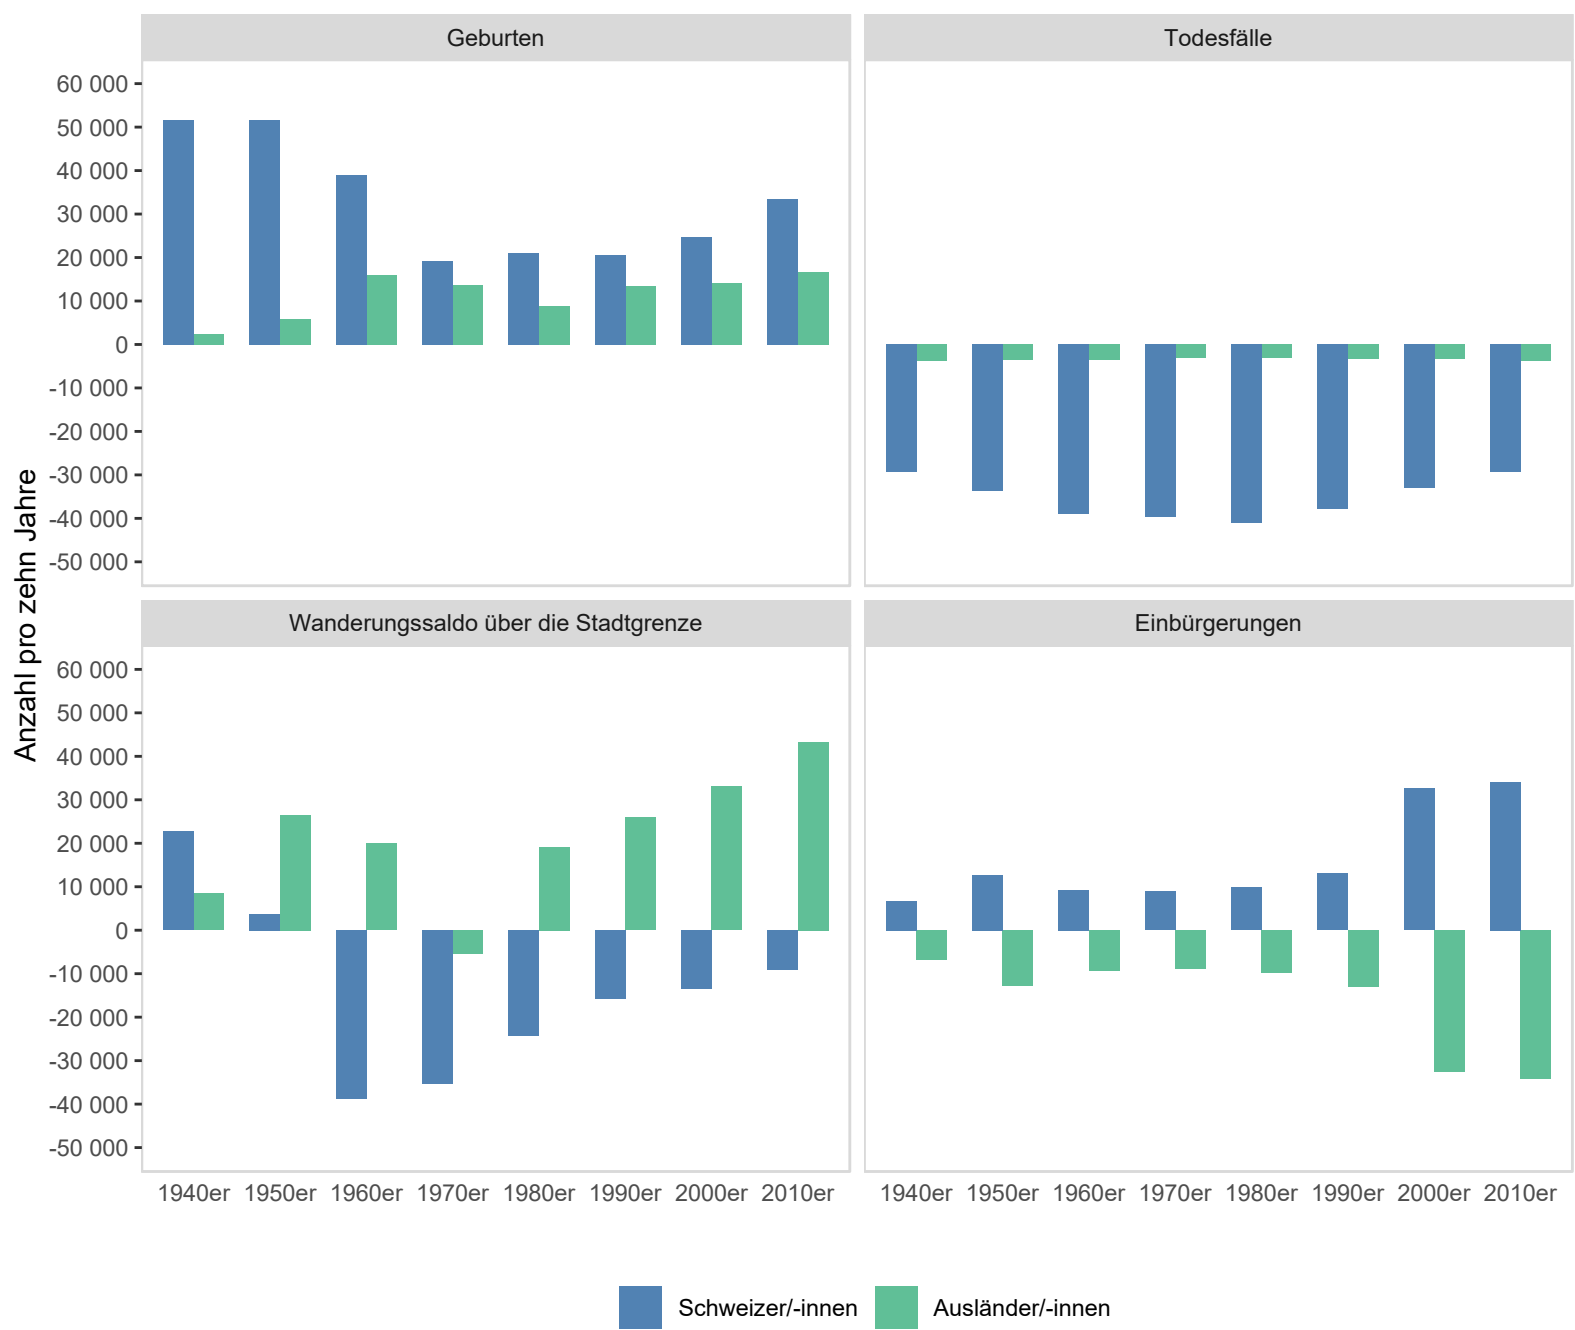 Geburten
Todesfälle
60 000
50 000
40 000
30 000
20 000
10 000
0
-10 000
-20 000
-30 000
-40 000
-50 000
Anzahl pro zehn Jahre
Wanderungssaldo über die Stadtgrenze
Einbürgerungen
60 000
50 000
40 000
30 000
20 000
10 000
0
-10 000
-20 000
-30 000
-40 000
-50 000
1940er 1950er 1960er 1970er 1980er 1990er 2000er 2010er
1940er 1950er 1960er 1970er 1980er 1990er 2000er 2010er
Schweizer/-innen
Ausländer/-innen